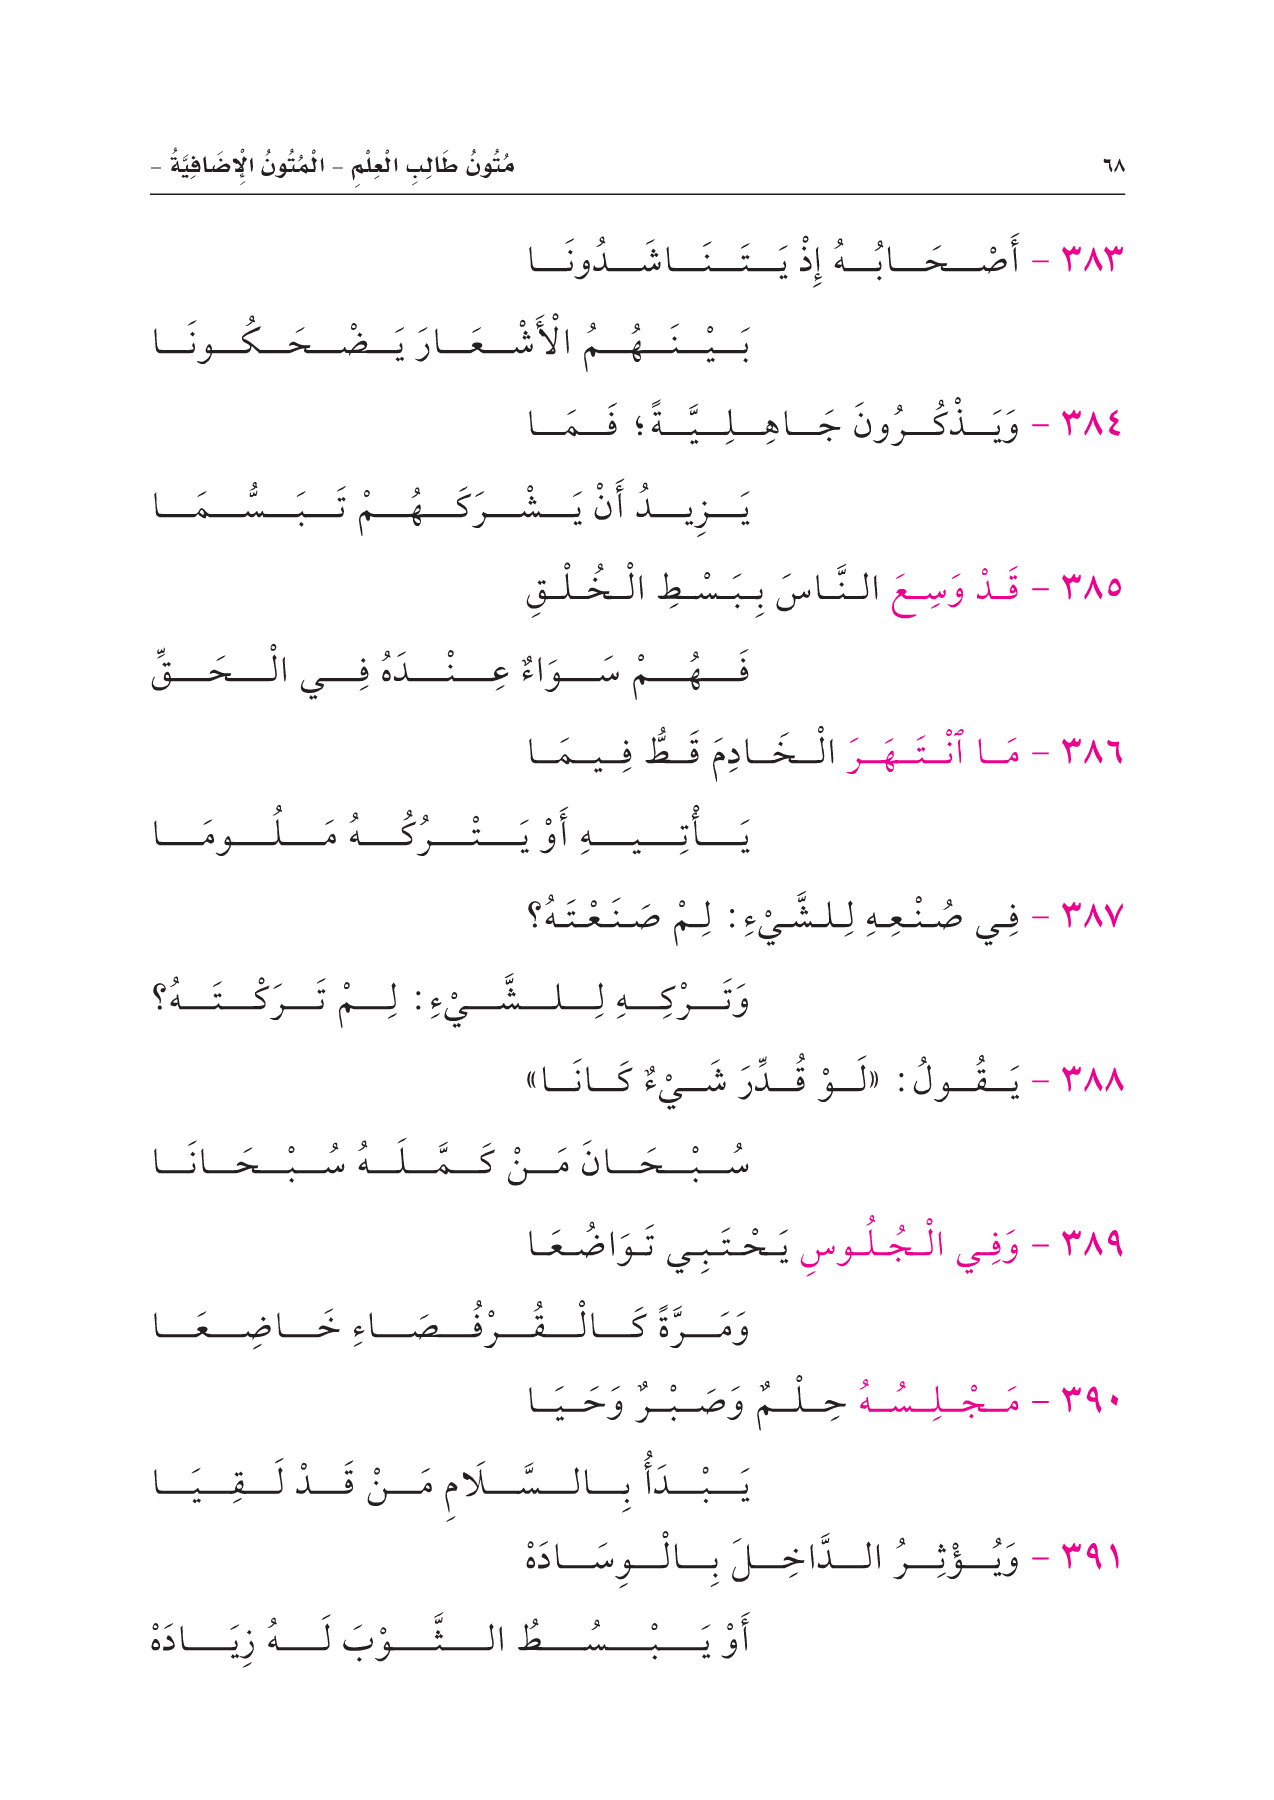 ٦٨ مُتُونُ طَالِبِ الْعِلْمِ - الْمُتُونُ الْإِضَافِيَّةُ -
٣٨٣ - أَصْحَابُهُ إِذْ يَتَنَاشَدُونَا
بَيْنَهُمُ الْأَشْعَارَ يَضْحَكُونَا
٣٨٤ - وَيَذْكُرُونَ جَاهِلِيَّةً؛ فَمَا
يَزِيدُ أَنْ يَشْرَكَهُمْ تَبَسُّمَا
٣٨٥ - قَدْ وَسِعَ النَّاسَ بِبَسْطِ الْخُلْقِ
فَهُمْ سَوَاءٌ عِنْدَهُ فِي الْحَقِّ
٣٨٦ - مَا ٱنْتَهَرَ الْخَادِمَ قَطُّ فِيمَا
يَأْتِيهِ أَوْ يَتْرُكُهُ مَلُومَا
٣٨٧ - فِي صُنْعِهِ لِلشَّيْءِ: لِمْ صَنَعْتَهُ؟
وَتَرْكِهِ لِلشَّيْءِ: لِمْ تَرَكْتَهُ؟
٣٨٨ - يَقُولُ: «لَوْ قُدِّرَ شَيْءٌ كَانَا»
سُبْحَانَ مَنْ كَمَّلَهُ سُبْحَانَا
٣٨٩ - وَفِي الْجُلُوسِ يَحْتَبِي تَوَاضُعَا
وَمَرَّةً كَالْقُرْفُصَاءِ خَاضِعَا
٣٩٠ - مَجْلِسُهُ حِلْمٌ وَصَبْرٌ وَحَيَا
يَبْدَأُ بِالسَّلَامِ مَنْ قَدْ لَقِيَا
٣٩١ - وَيُؤْثِرُ الدَّاخِلَ بِالْوِسَادَهْ
أَوْ يَبْسُطُ الثَّوْبَ لَهُ زِيَادَهْ